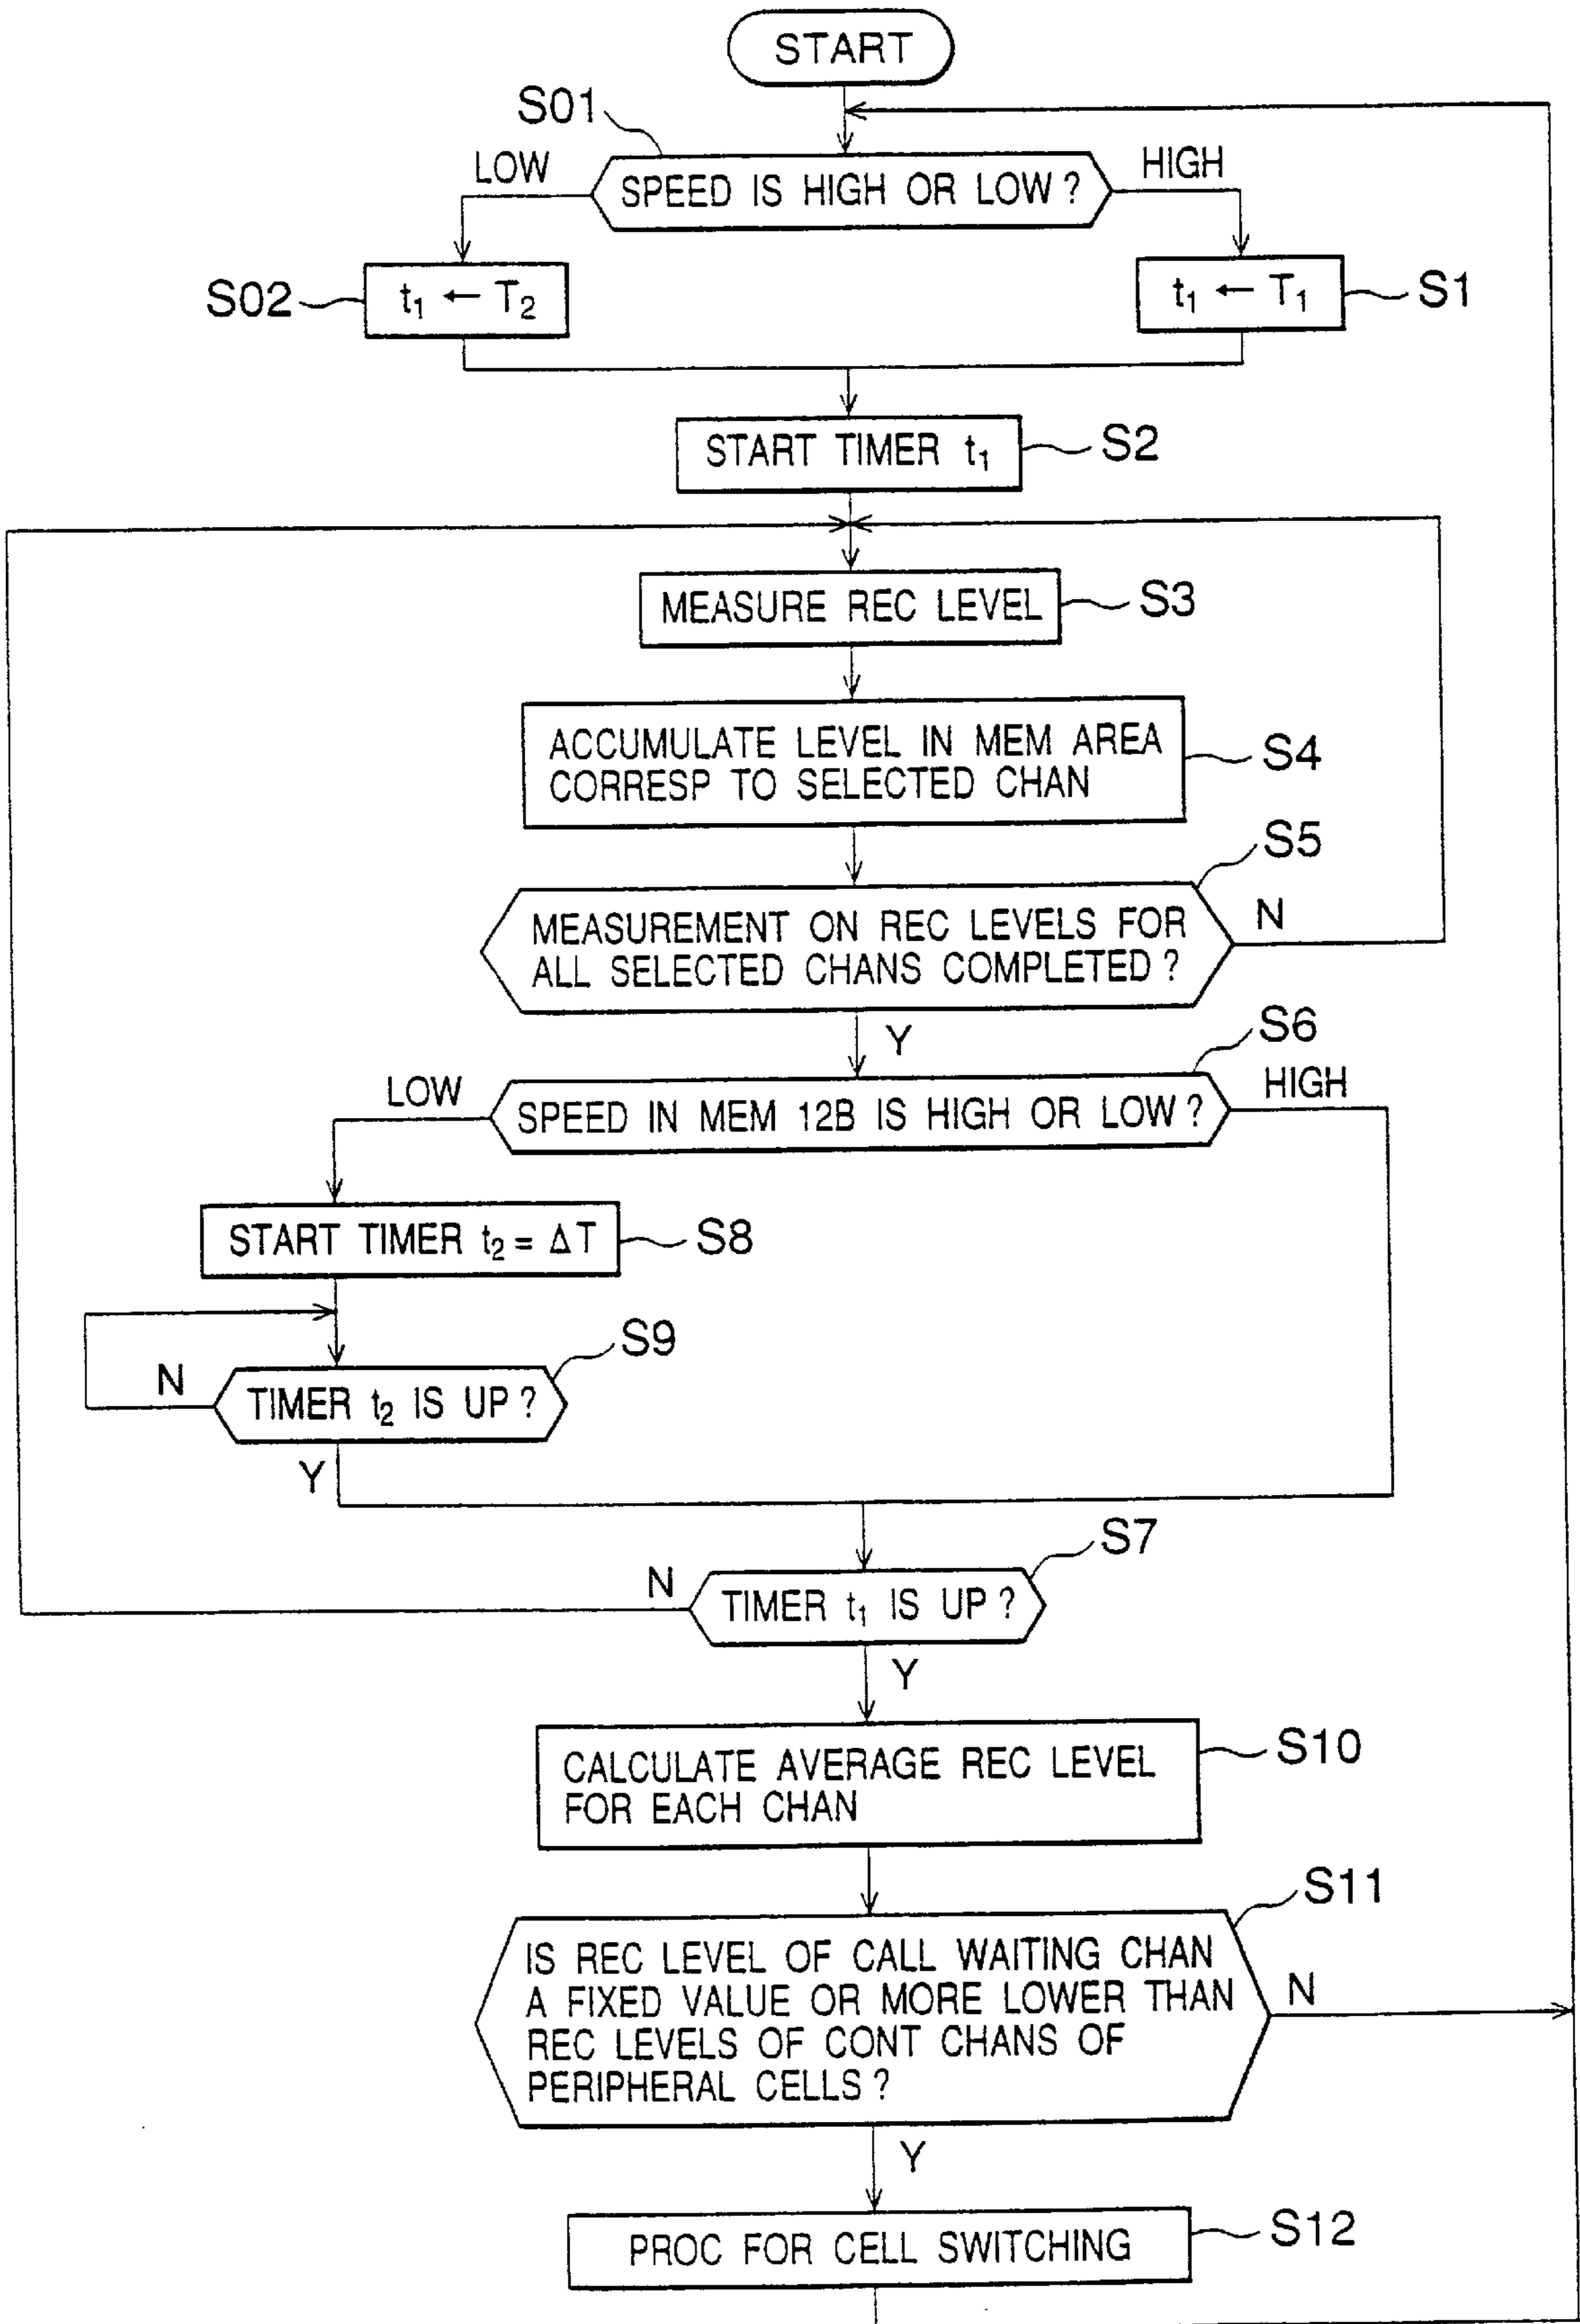 START
S01
LOW
HIGH
SPEED IS HIGH OR LOW ?
S02
t₁ ← T₂
t₁ ← T₁
S1
START TIMER t₁
S2
MEASURE REC LEVEL
S3
ACCUMULATE LEVEL IN MEM AREA
CORRESP TO SELECTED CHAN
S4
S5
MEASUREMENT ON REC LEVELS FOR
ALL SELECTED CHANS COMPLETED ?
N
Y
S6
LOW
HIGH
SPEED IN MEM 12B IS HIGH OR LOW ?
START TIMER t₂ = ΔT
S8
S9
N
TIMER t₂ IS UP ?
Y
S7
N
TIMER t₁ IS UP ?
Y
CALCULATE AVERAGE REC LEVEL
FOR EACH CHAN
S10
S11
IS REC LEVEL OF CALL WAITING CHAN
A FIXED VALUE OR MORE LOWER THAN
REC LEVELS OF CONT CHANS OF
PERIPHERAL CELLS ?
N
Y
PROC FOR CELL SWITCHING
S12